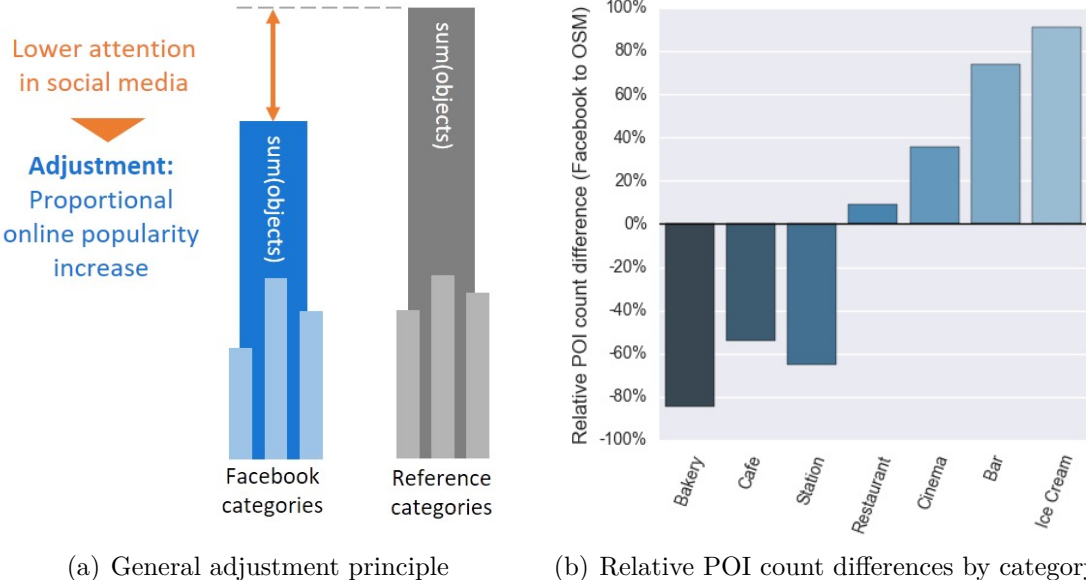 Lower attention
in social media
Adjustment:
Proportional
online popularity
increase
sum(objects)
sum(objects)
Facebook
categories
Reference
categories
(a) General adjustment principle
Relative POI count difference (Facebook to OSM)
100%
80%
60%
40%
20%
0%
-20%
-40%
-60%
-80%
-100%
Bakery
Cafe
Station
Restaurant
Cinema
Bar
Ice Cream
(b) Relative POI count differences by categor